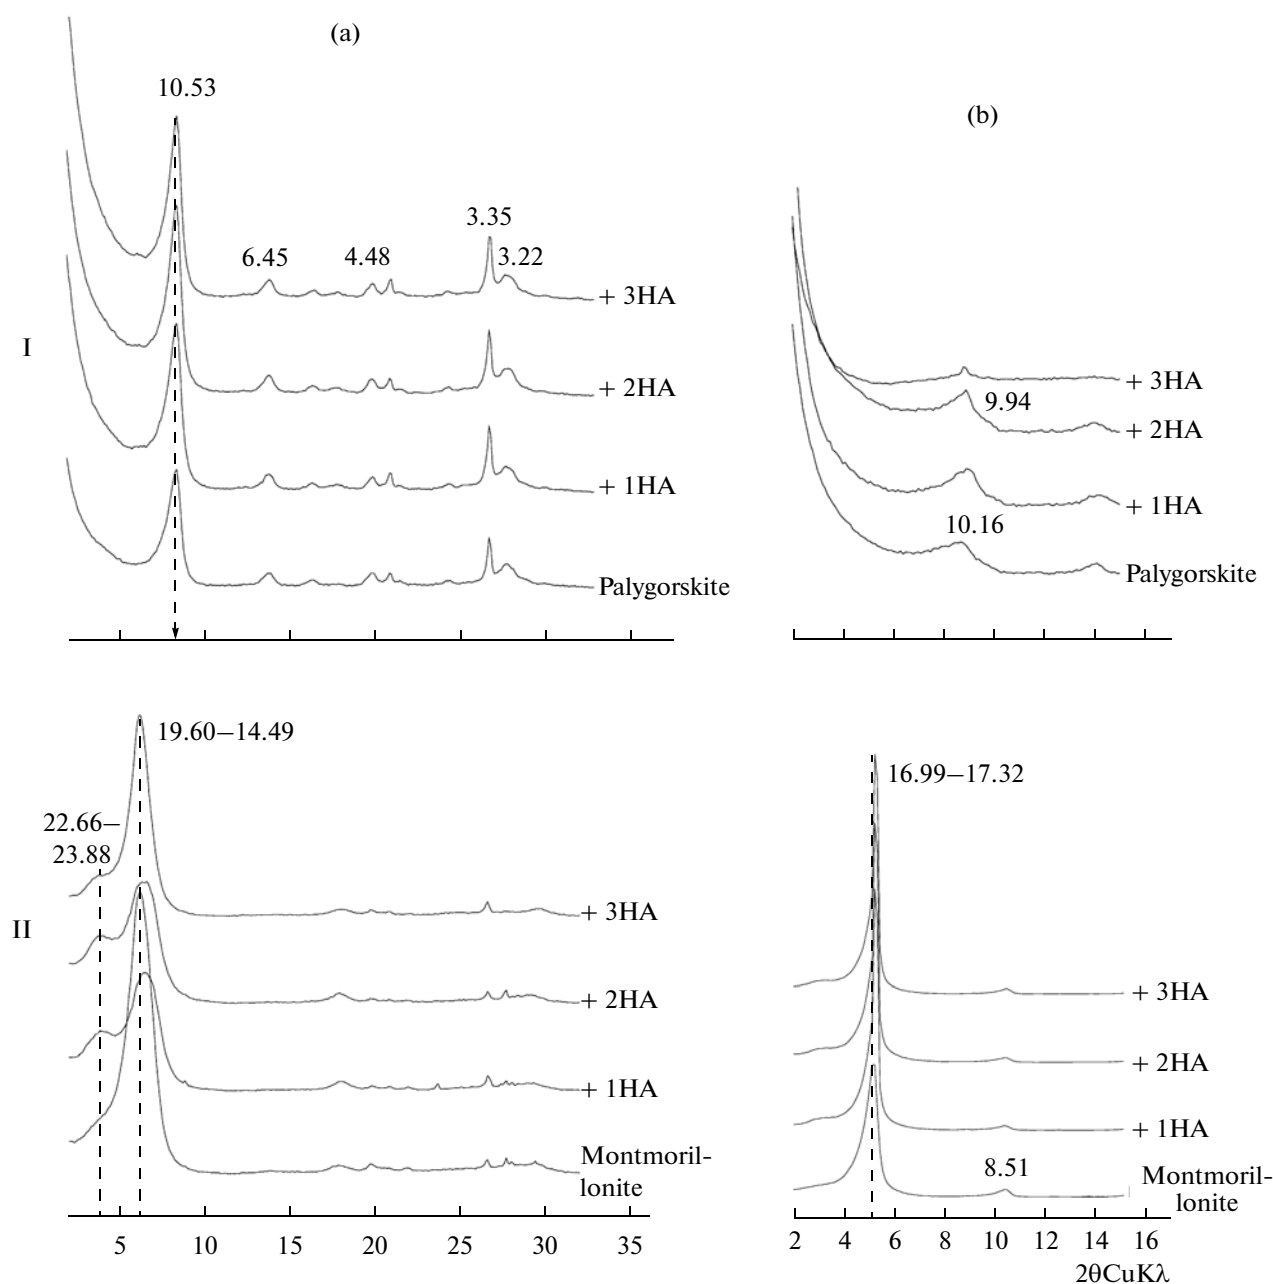 (a)
10.53
(b)
3.35
6.45
4.48
3.22
+ 3HA
I
+ 2HA
+ 1HA
Palygorskite
+ 3HA
9.94
+ 2HA
+ 1HA
10.16
Palygorskite
19.60–14.49
22.66–
23.88
II
+ 3HA
+ 2HA
+ 1HA
Montmoril-
lonite
16.99–17.32
+ 3HA
+ 2HA
+ 1HA
8.51
Montmoril-
lonite
5 10 15 20 25 30 35
2 4 6 8 10 12 14 16
2θCuKλ